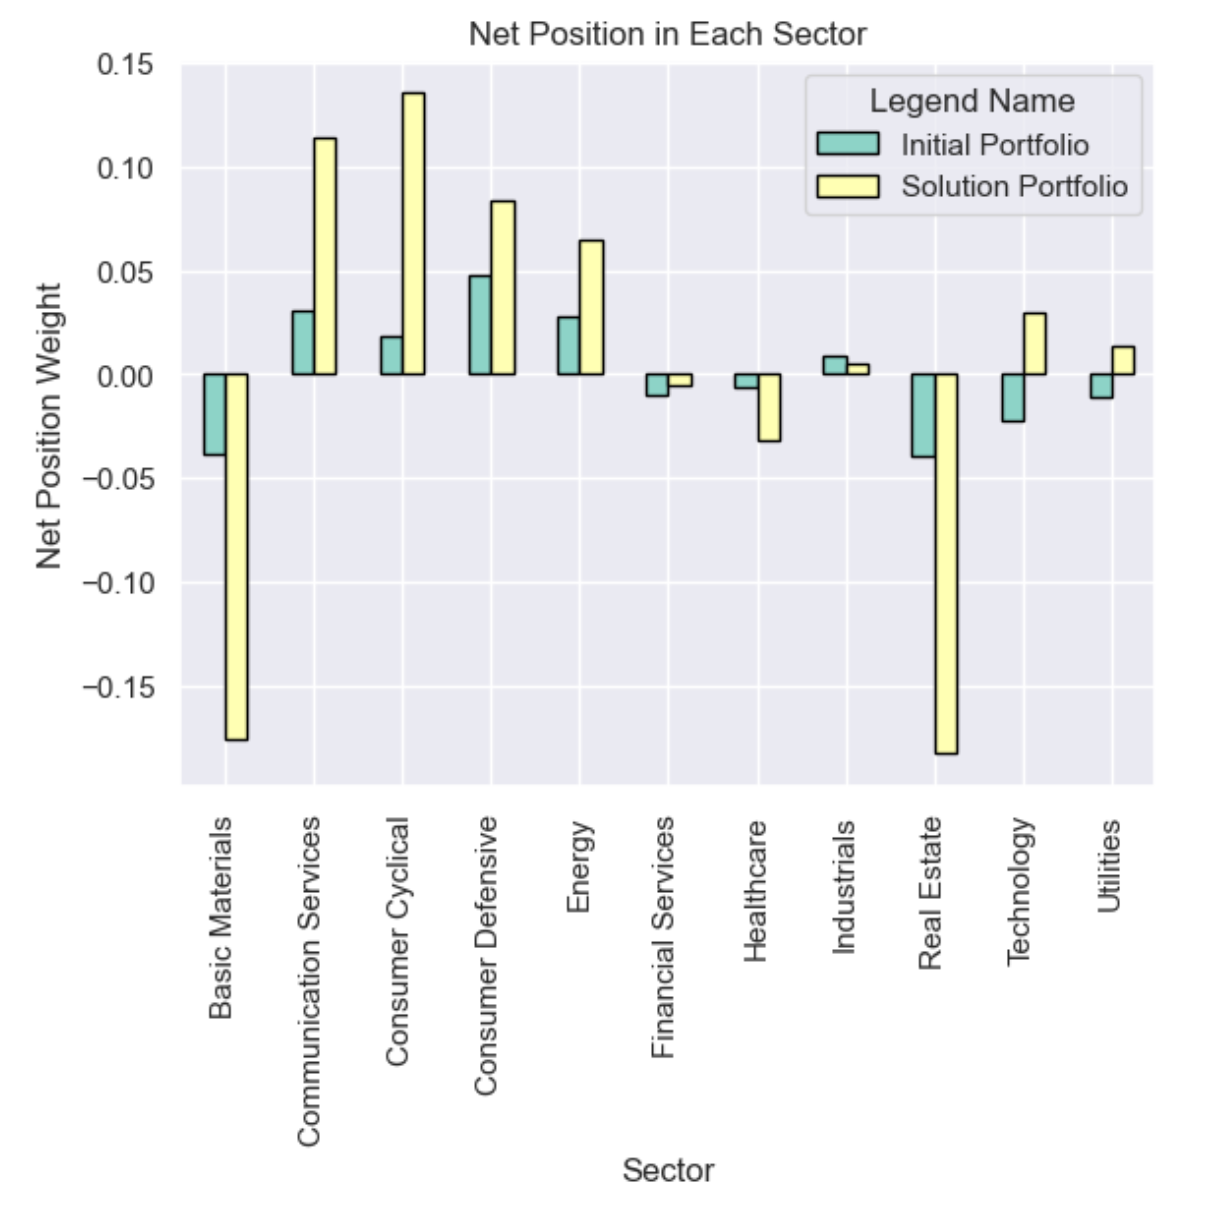 Net Position in Each Sector
Legend Name
Initial Portfolio
Solution Portfolio
Net Position Weight
0.15
0.10
0.05
0.00
−0.05
−0.10
−0.15
Basic Materials
Communication Services
Consumer Cyclical
Consumer Defensive
Energy
Financial Services
Healthcare
Industrials
Real Estate
Technology
Utilities
Sector